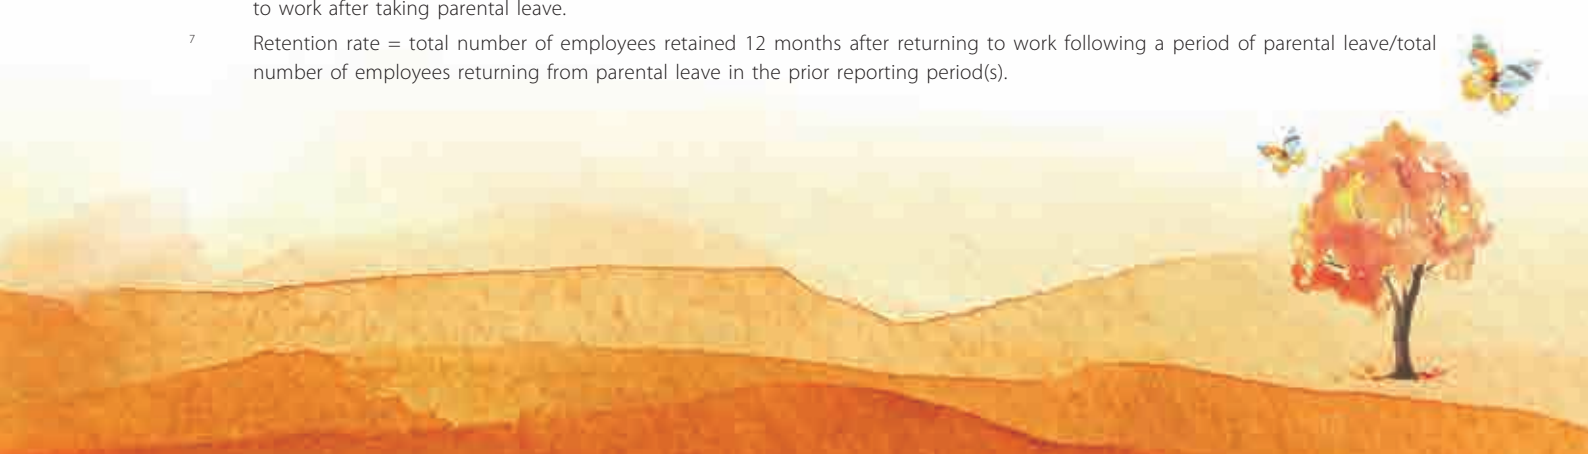 to work after taking parental leave.
7 Retention rate = total number of employees retained 12 months after returning to work following a period of parental leave/total
number of employees returning from parental leave in the prior reporting period(s).